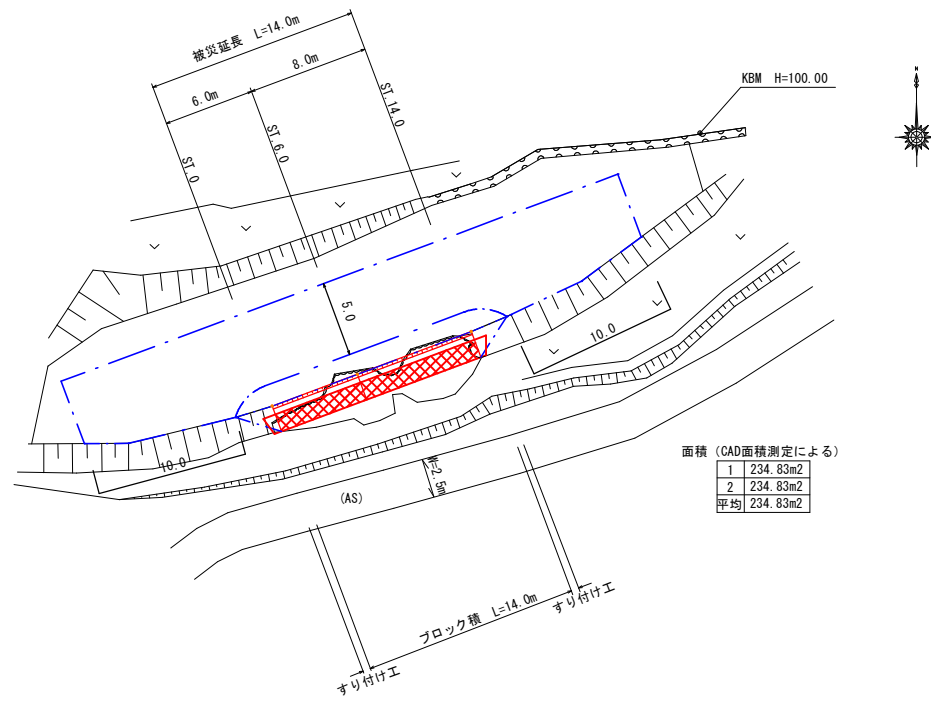 被災延長 L=14.0m
6.0m
8.0m
ST.0
ST.6.0
ST.14.0
KBM H=100.00
N
5.0
10.0
10.0
W=2.5m
(AS)
面積（CAD面積測定による）
1 234.83m2
2 234.83m2
平均 234.83m2
ブロック積 L=14.0m
すり付け工
すり付け工